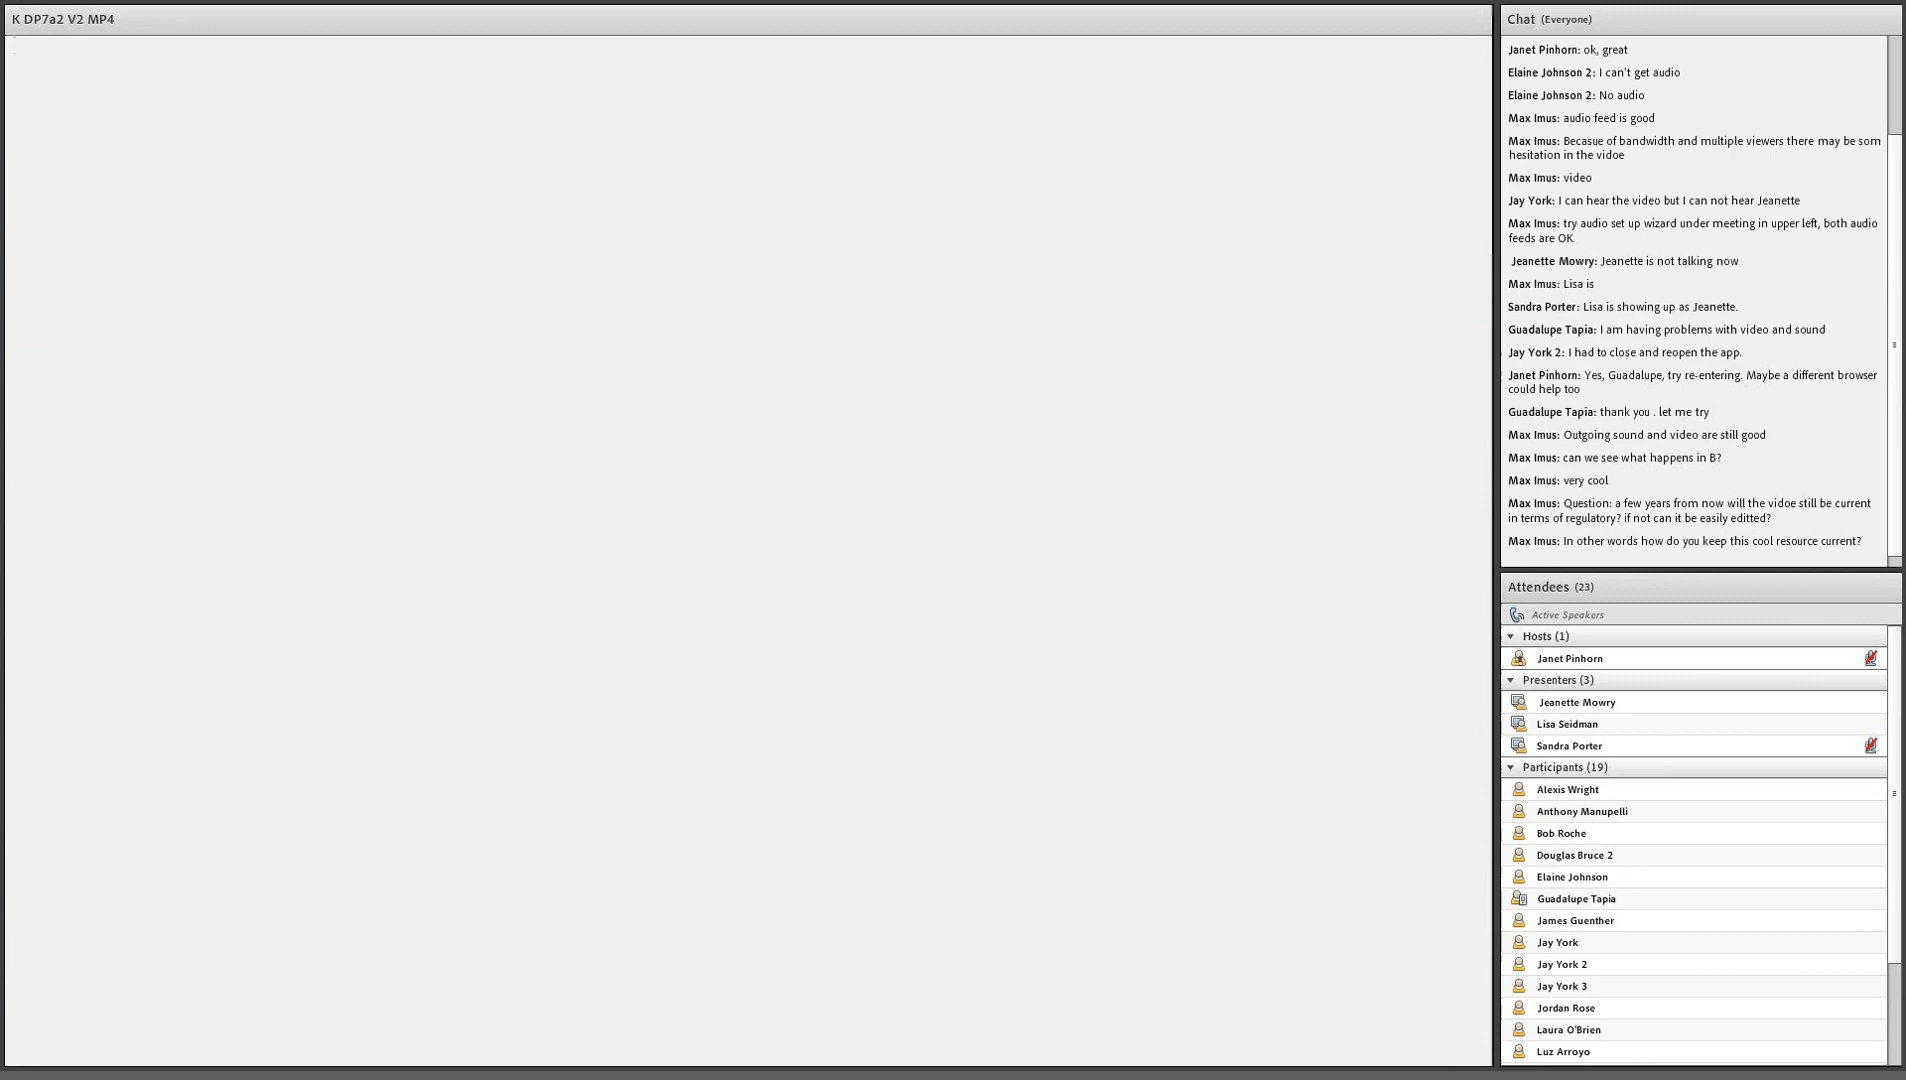 K DP7a2 V2 MP4
Chat (Everyone)
Janet Pinhorn: ok, great
Elaine Johnson 2: I can't get audio
Elaine Johnson 2: No audio
Max Imus: audio feed is good
Max Imus: Becasue of bandwidth and multiple viewers there may be som
hesitation in the vidoe
Max Imus: video
Jay York: I can hear the video but I can not hear Jeanette
Max Imus: try audio set up wizard under meeting in upper left, both audio
feeds are OK
Jeanette Mowry: Jeanette is not talking now
Max Imus: Lisa is
Sandra Porter: Lisa is showing up as Jeanette.
Guadalupe Tapia: I am having problems with video and sound
Jay York 2: I had to close and reopen the app.
Janet Pinhorn: Yes, Guadalupe, try re-entering. Maybe a different browser
could help too
Guadalupe Tapia: thank you . let me try
Max Imus: Outgoing sound and video are still good
Max Imus: can we see what happens in B?
Max Imus: very cool
Max Imus: Question: a few years from now will the vidoe still be current
in terms of regulatory? if not can it be easily editted?
Max Imus: In other words how do you keep this cool resource current?
Attendees (23)
Active Speakers
Hosts (1)
Janet Pinhorn
Presenters (3)
Jeanette Mowry
Lisa Seidman
Sandra Porter
Participants (19)
Alexis Wright
Anthony Manupelli
Bob Roche
Douglas Bruce 2
Elaine Johnson
Guadalupe Tapia
James Guenther
Jay York
Jay York 2
Jay York 3
Jordan Rose
Laura O'Brien
Luz Arroyo